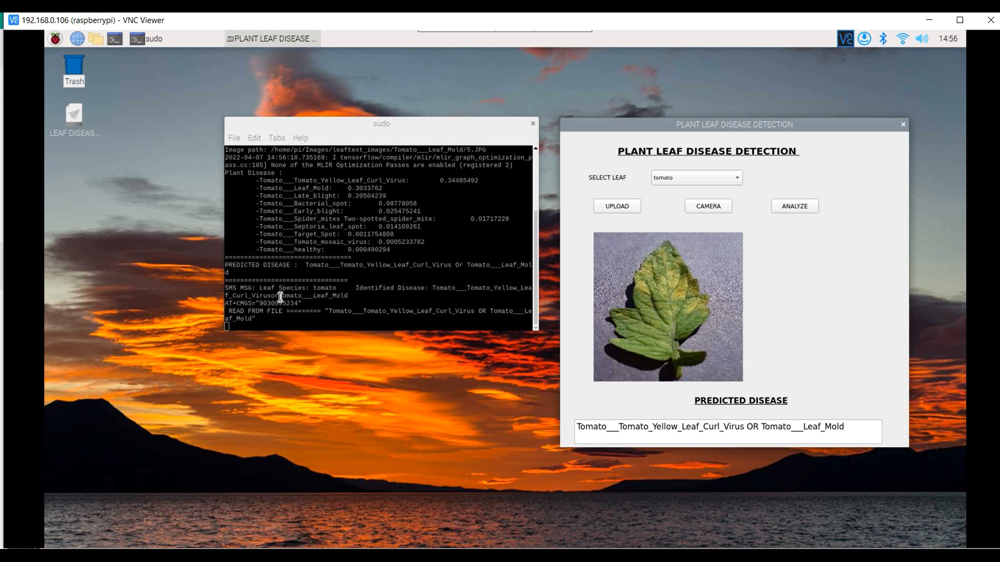 192.168.0.106 (raspberrypi) - VNC Viewer
sudo
PLANT LEAF DISEASE ...
14:56
Trash
LEAF DISEAS...
sudo
File Edit Tabs Help
Image path: /home/pi/Images/leaftest_images/Tomato___Leaf_Mold/5.JPG
2022-04-07 14:56:18.735169: I tensorflow/compiler/mlir/mlir_graph_optimization_p
ass.cc:185] None of the MLIR Optimization Passes are enabled (registered 2)
Plant Disease :
-Tomato___Tomato_Yellow_Leaf_Curl_Virus: 0.34485492
-Tomato___Leaf_Mold: 0.3033762
-Tomato___Late_blight: 0.20504239
-Tomato___Bacterial_spot: 0.08778058
-Tomato___Early_blight: 0.025475241
-Tomato___Spider_mites Two-spotted_spider_mite: 0.01717228
-Tomato___Septoria_leaf_spot: 0.014109261
-Tomato___Target_Spot: 0.0011754808
-Tomato___Tomato_mosaic_virus: 0.0005233782
-Tomato___healthy: 0.000490294
=================================
PREDICTED DISEASE : Tomato___Tomato_Yellow_Leaf_Curl_Virus Or Tomato___Leaf_Mol
d
================================
SMS MSG: Leaf Species: tomato Identified Disease: Tomato___Tomato_Yellow_Lea
f_Curl_VirusorTomato___Leaf_Mold
AT+CMGS="9030995234"
READ FROM FILE ========= "Tomato___Tomato_Yellow_Leaf_Curl_Virus OR Tomato___Le
af_Mold"
PLANT LEAF DISEASE DETECTION
PLANT LEAF DISEASE DETECTION
SELECT LEAF tomato
UPLOAD CAMERA ANALYZE
PREDICTED DISEASE
Tomato___Tomato_Yellow_Leaf_Curl_Virus OR Tomato___Leaf_Mold